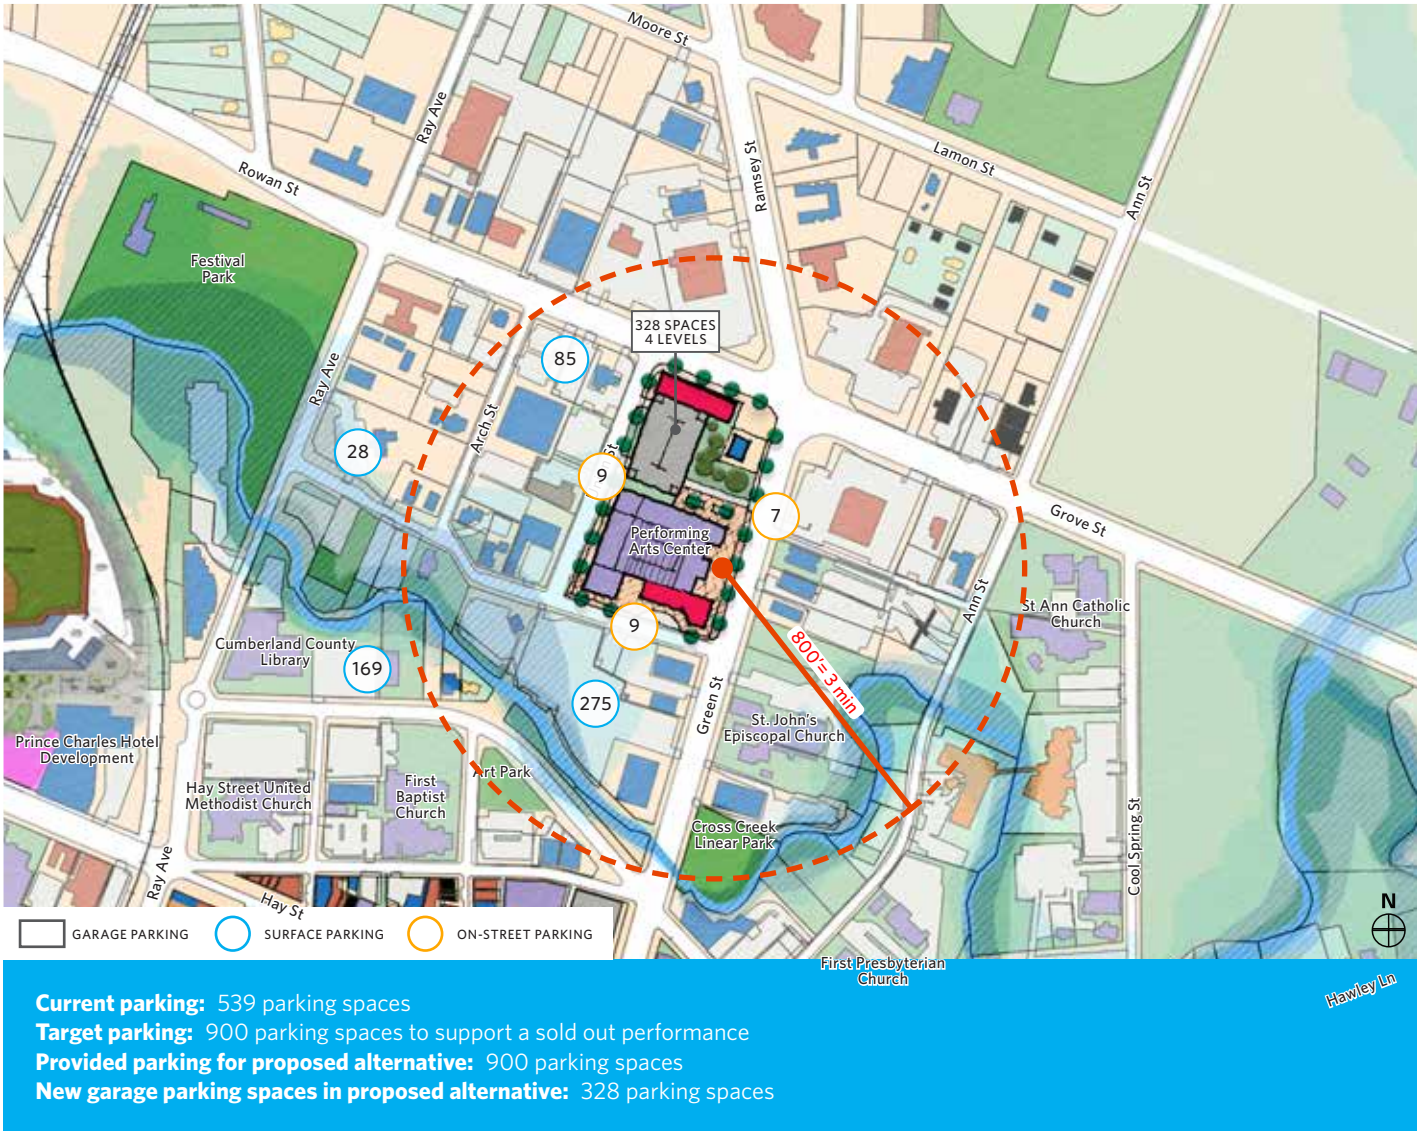 Moore St
Ray Ave
Rowan St
Ramsey St
Lamon St
Ann St
Festival
Park
328 SPACES
4 LEVELS
85
Ray Ave
Arch St
28
St
9
7
Grove St
Performing
Arts Center
Ann St
St Ann Catholic
Church
9
Cumberland County
Library
169
800'= 3 min
275
Green St
St. John's
Episcopal Church
Prince Charles Hotel
Development
Art Park
Hay Street United
Methodist Church
First
Baptist
Church
Cross Creek
Linear Park
Cool Spring St
Ray Ave
Hay St
N
GARAGE PARKING
SURFACE PARKING
ON-STREET PARKING
First Presbyterian
Church
Hawley Ln
Current parking: 539 parking spaces
Target parking: 900 parking spaces to support a sold out performance
Provided parking for proposed alternative: 900 parking spaces
New garage parking spaces in proposed alternative: 328 parking spaces